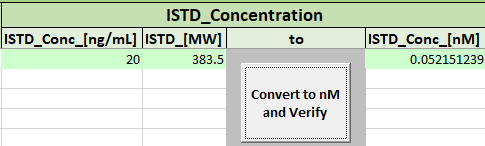 ISTD_Concentration
ISTD_Conc_[ng/mL] ISTD_[MW] to ISTD_Conc_[nM]
20 383.5 0.052151239
Convert to nM
and Verify